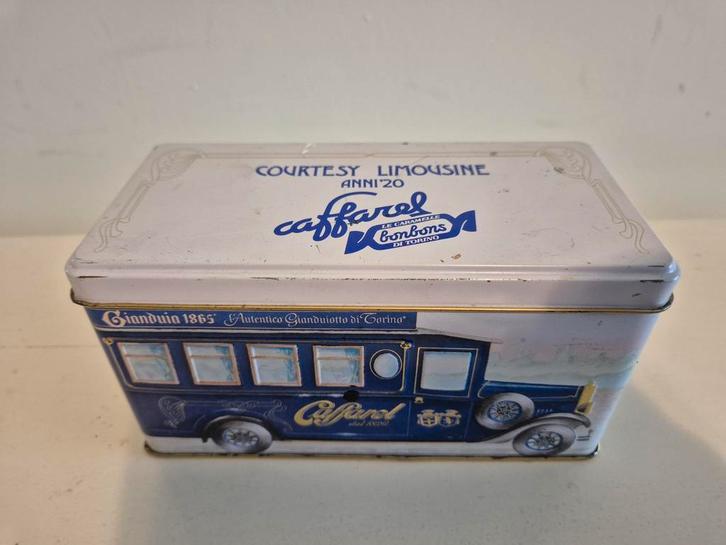 COURTESY LIMOUSINE
ANNI '20
caffarel
LE CARAMELLE
bonbons
DI TORINO
Gianduia 1865 l'Autentico Gianduiotto di Torino
Caffarel